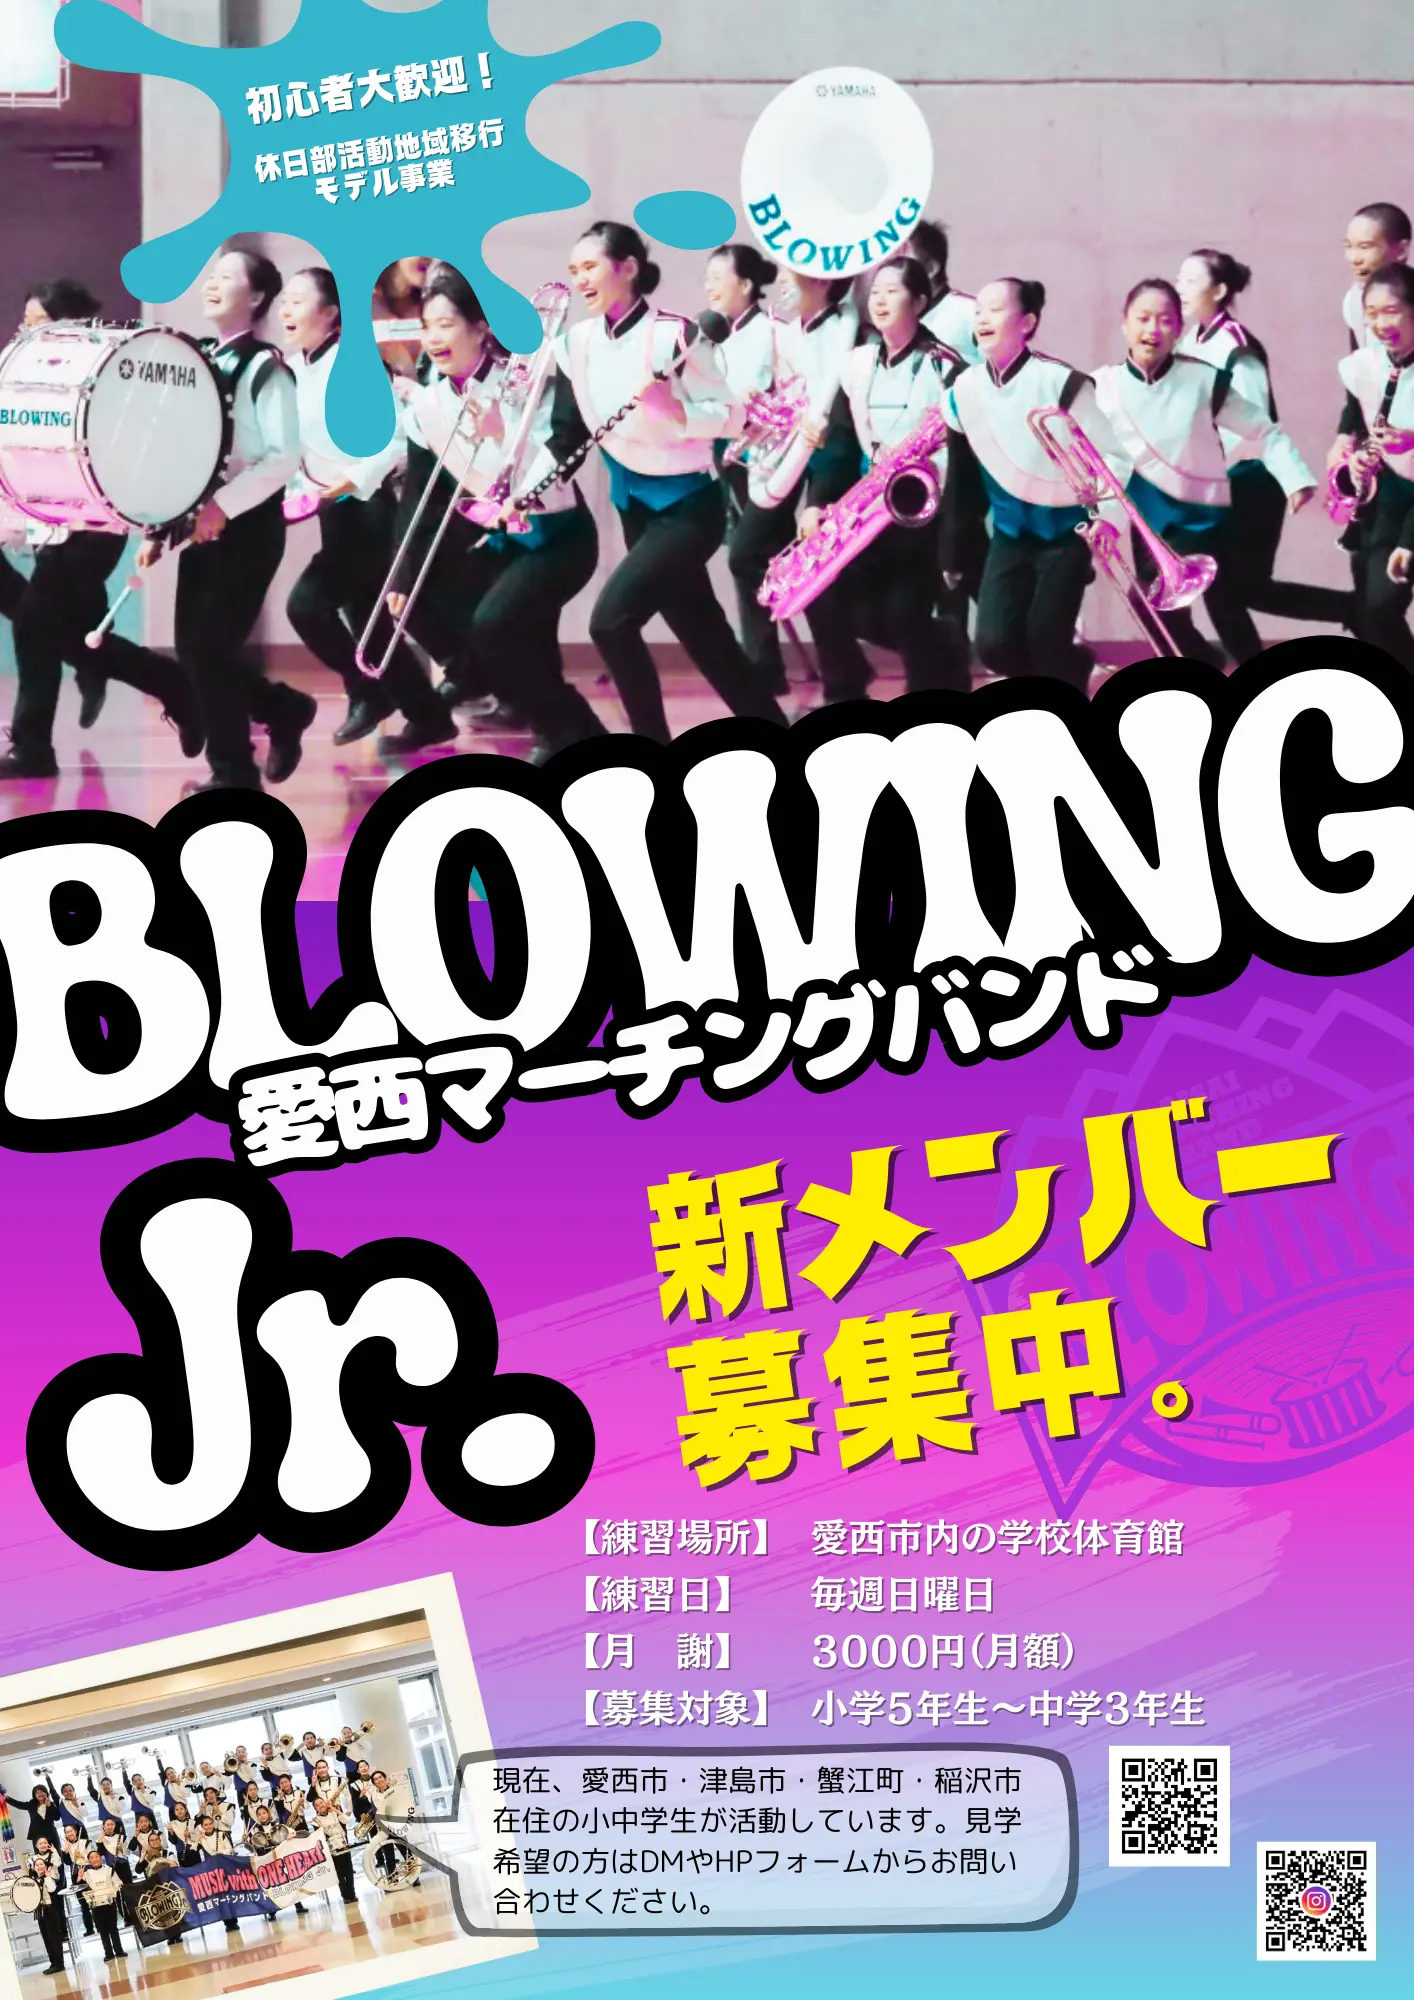 初心者大歓迎！
休日部活動地域移行
モデル事業
YAMAHA
BLOWING
YAMAHA
BLOWING
BLOWING
愛西マーチングバンド
Jr.
新メンバー
募集中。
BLOWING
【練習場所】 愛西市内の学校体育館
【練習日】 毎週日曜日
【月 謝】 3000円(月額)
【募集対象】 小学5年生～中学3年生
現在、愛西市・津島市・蟹江町・稲沢市
在住の小中学生が活動しています。見学
希望の方はDMやHPフォームからお問い
合わせください。
MUSIC with ONE HEART
愛西マーチングバンド BLOWING Jr.
BLOWING